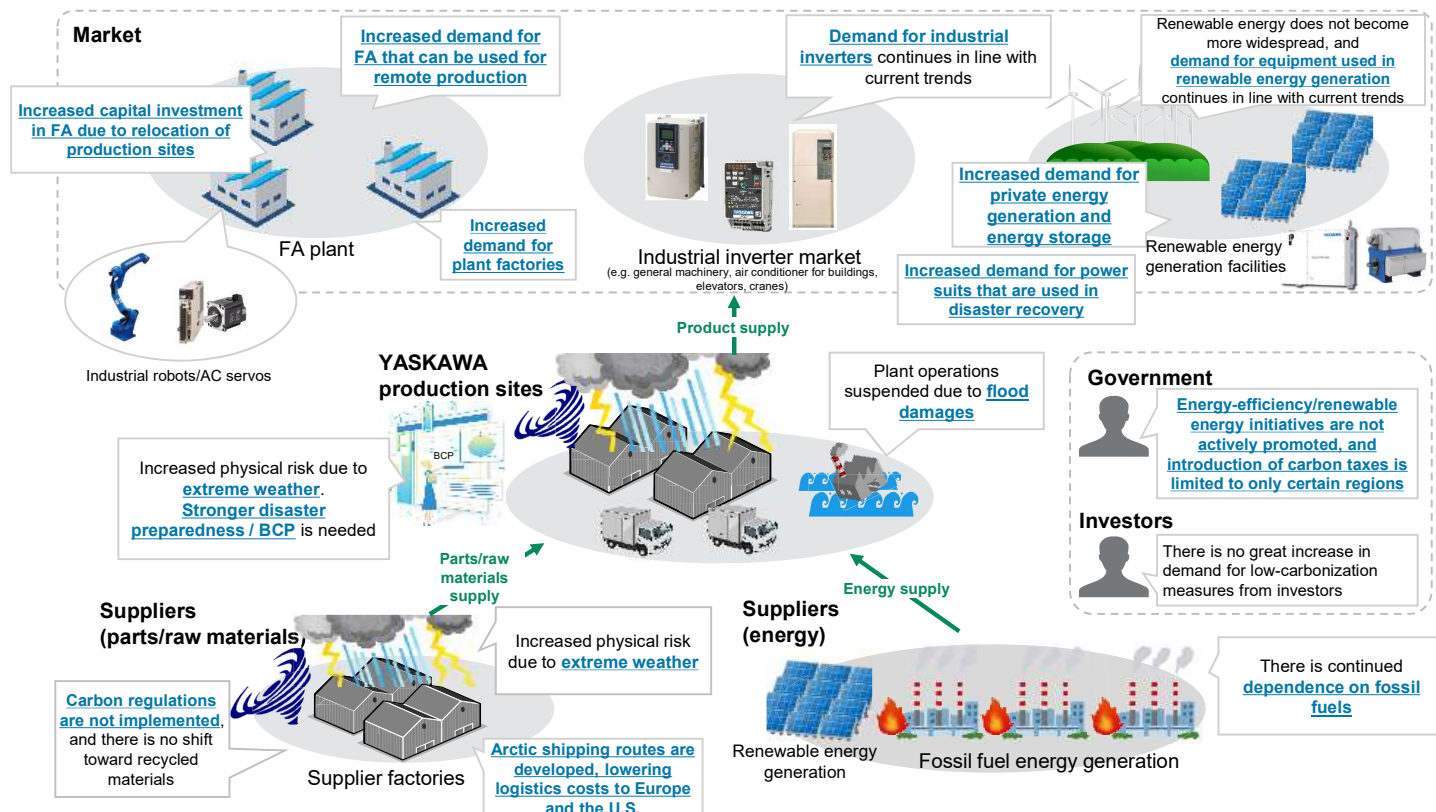 Market
Increased demand for
FA that can be used for
remote production
Increased capital investment
in FA due to relocation of
production sites
FA plant
Increased
demand for
plant factories
Industrial robots/AC servos
Demand for industrial
inverters continues in line with
current trends
Industrial inverter market
(e.g. general machinery, air conditioner for buildings,
elevators, cranes)
Renewable energy does not become
more widespread, and
demand for equipment used in
renewable energy generation
continues in line with current trends
Increased demand for
private energy
generation and
energy storage
Renewable energy
generation facilities
Increased demand for power
suits that are used in
disaster recovery
Product supply
YASKAWA
production sites
BCP
Increased physical risk due to
extreme weather.
Stronger disaster
preparedness / BCP is needed
Plant operations
suspended due to flood
damages
Government
Energy-efficiency/renewable
energy initiatives are not
actively promoted, and
introduction of carbon taxes is
limited to only certain regions
Investors
There is no great increase in
demand for low-carbonization
measures from investors
Parts/raw
materials
supply
Energy supply
Suppliers
(parts/raw materials)
Increased physical risk
due to extreme weather
Carbon regulations
are not implemented,
and there is no shift
toward recycled
materials
Supplier factories
Arctic shipping routes are
developed, lowering
logistics costs to Europe
and the U.S.
Suppliers
(energy)
Renewable energy
generation
Fossil fuel energy generation
There is continued
dependence on fossil
fuels